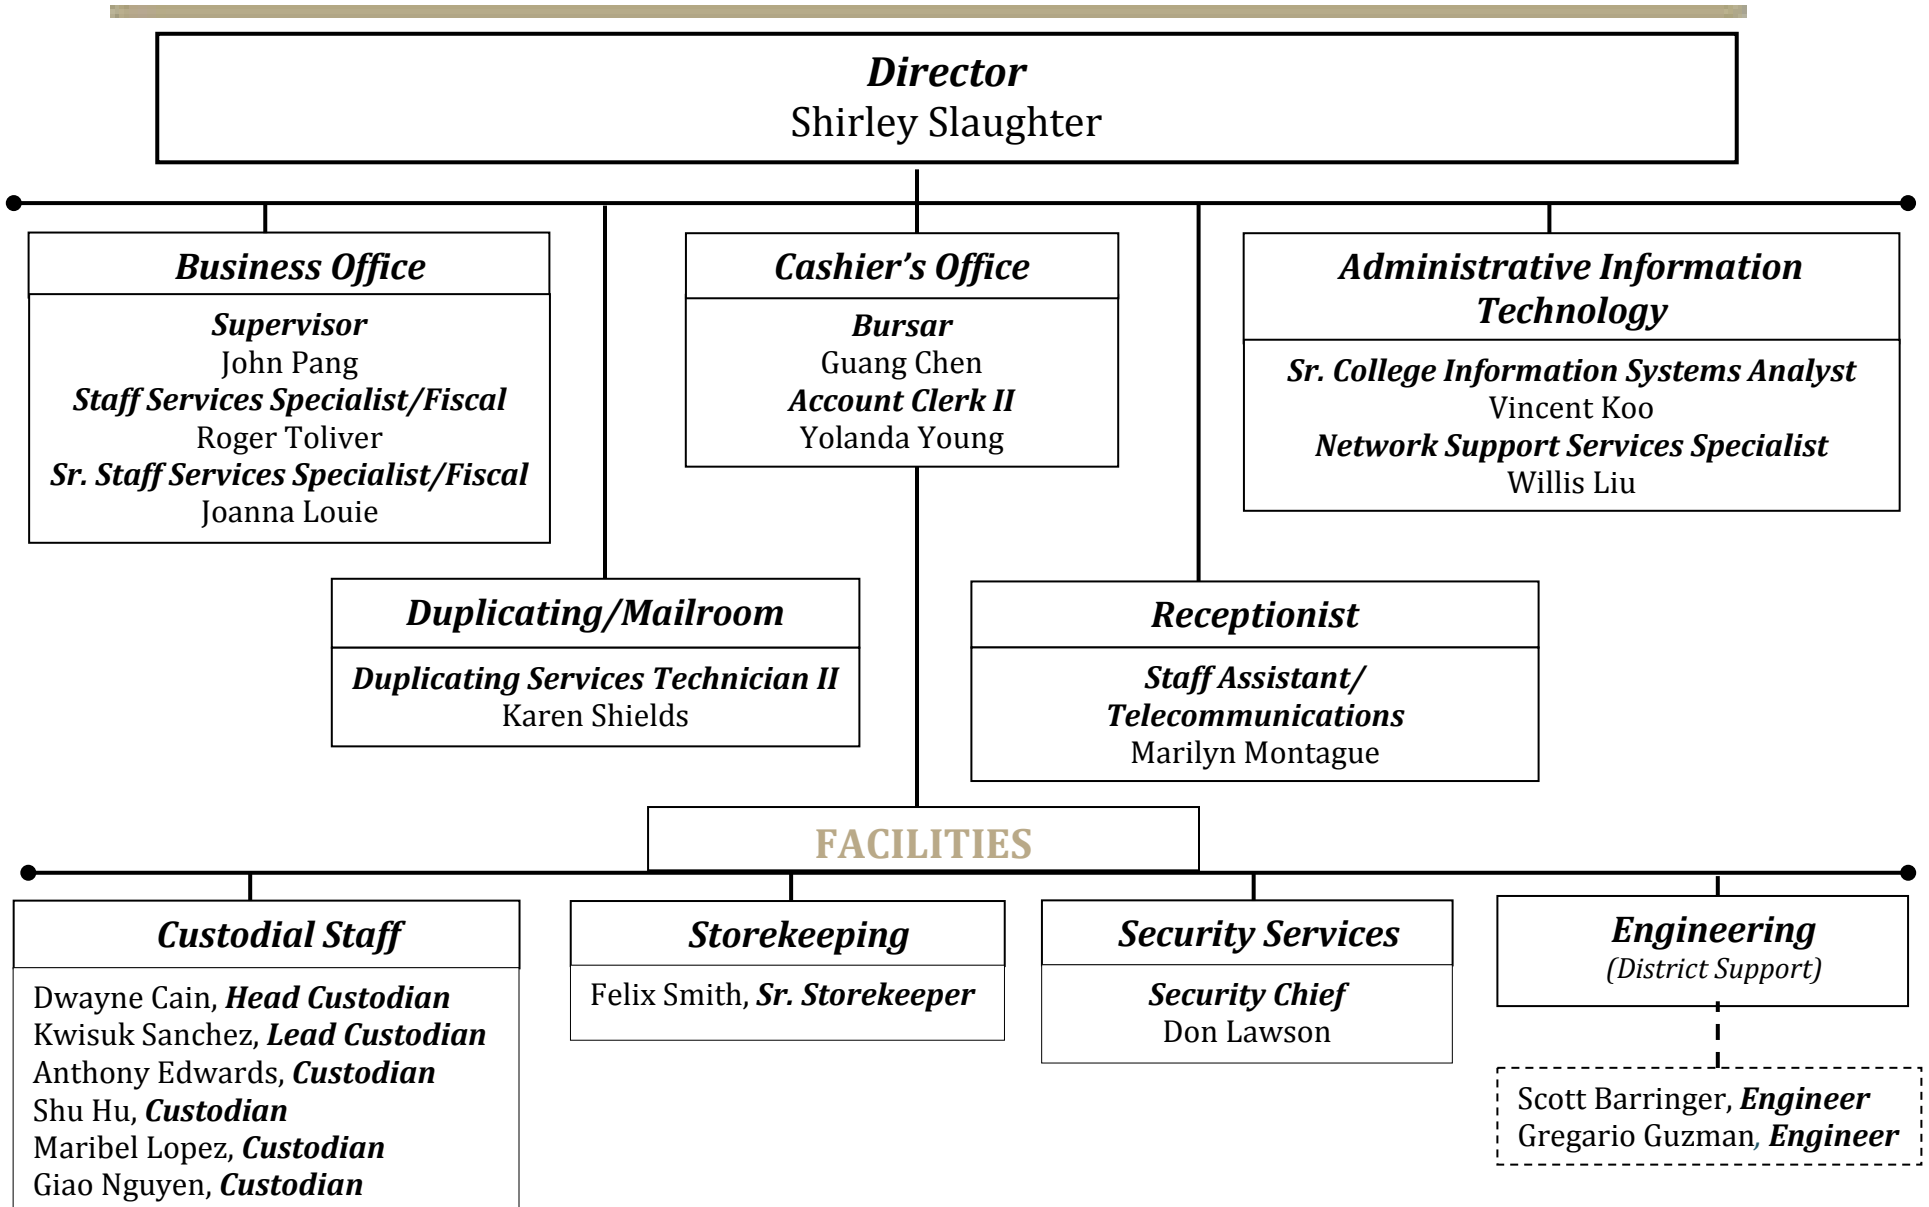 Director
Shirley Slaughter
Business Office
Supervisor
John Pang
Staff Services Specialist/Fiscal
Roger Toliver
Sr. Staff Services Specialist/Fiscal
Joanna Louie
Cashier's Office
Bursar
Guang Chen
Account Clerk II
Yolanda Young
Administrative Information
Technology
Sr. College Information Systems Analyst
Vincent Koo
Network Support Services Specialist
Willis Liu
Duplicating/Mailroom
Duplicating Services Technician II
Karen Shields
Receptionist
Staff Assistant/
Telecommunications
Marilyn Montague
FACILITIES
Custodial Staff
Dwayne Cain, Head Custodian
Kwisuk Sanchez, Lead Custodian
Anthony Edwards, Custodian
Shu Hu, Custodian
Maribel Lopez, Custodian
Giao Nguyen, Custodian
Storekeeping
Felix Smith, Sr. Storekeeper
Security Services
Security Chief
Don Lawson
Engineering
(District Support)
Scott Barringer, Engineer
Gregario Guzman, Engineer